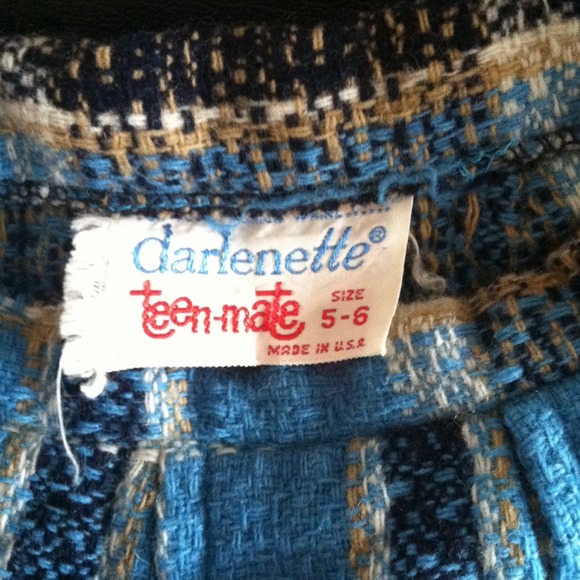 darlenette®
teen-mate
SIZE
5-6
MADE IN U.S.A.